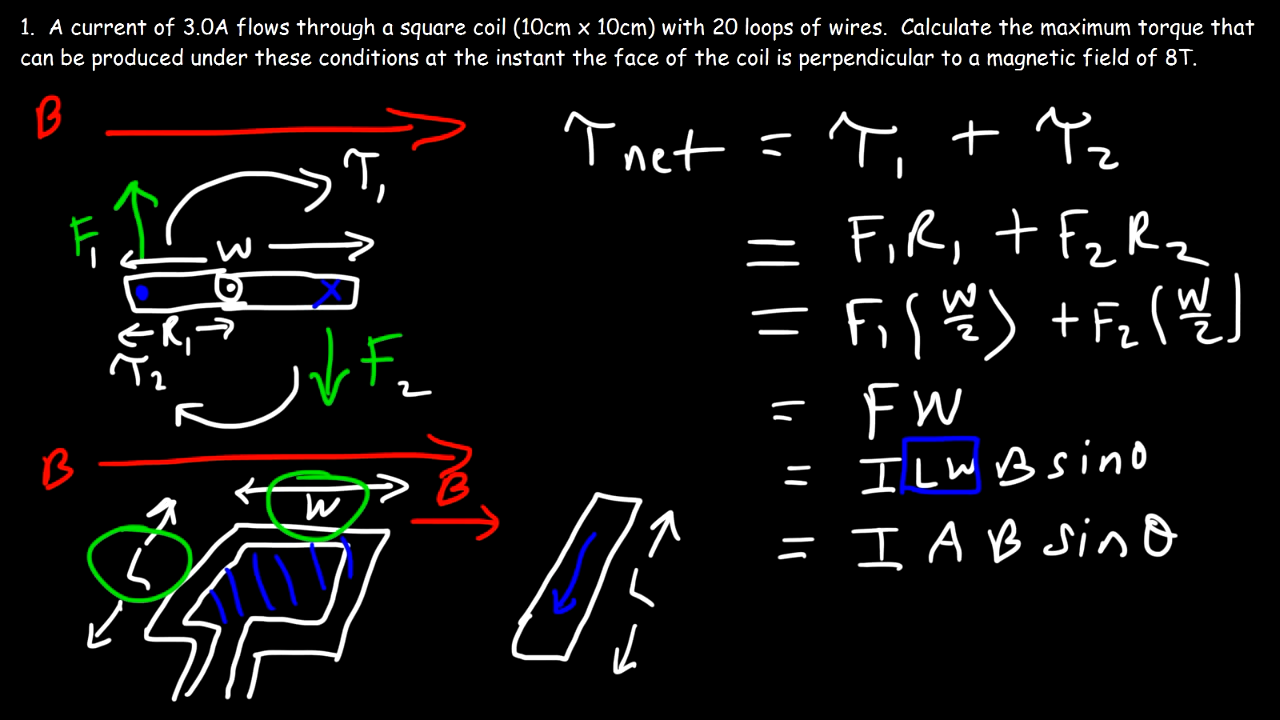 1. A current of 3.0A flows through a square coil (10cm x 10cm) with 20 loops of wires. Calculate the maximum torque that
can be produced under these conditions at the instant the face of the coil is perpendicular to a magnetic field of 8T.
B
τ₁
F₁
W
R₁
τ₂
F₂
B
W
B
L
L
τnet = τ₁ + τ₂
= F₁R₁ + F₂R₂
= F₁(W/2) + F₂(W/2)
= FW
= ILWBsinθ
= IABsinθ